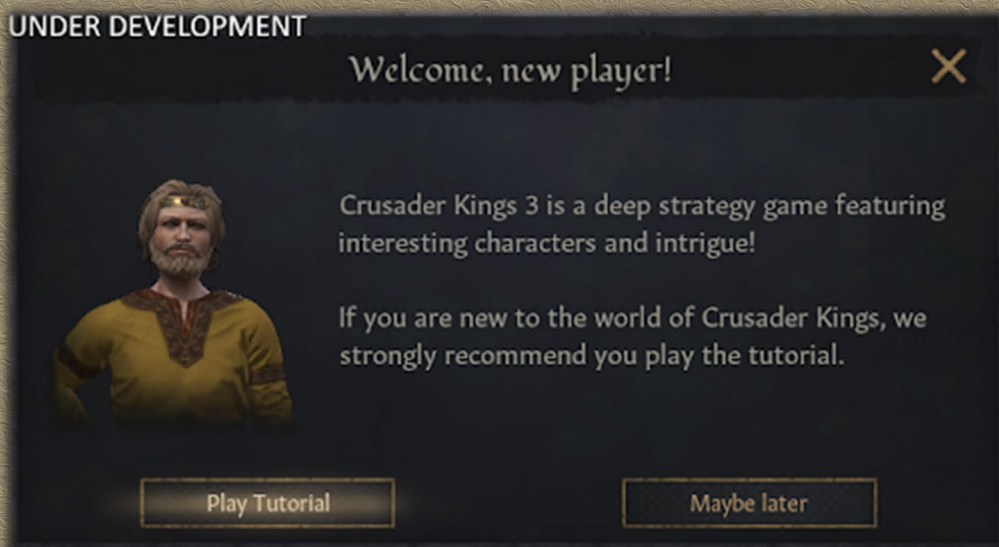 UNDER DEVELOPMENT
Welcome, new player!
Crusader Kings 3 is a deep strategy game featuring
interesting characters and intrigue!
If you are new to the world of Crusader Kings, we
strongly recommend you play the tutorial.
Play Tutorial
Maybe later